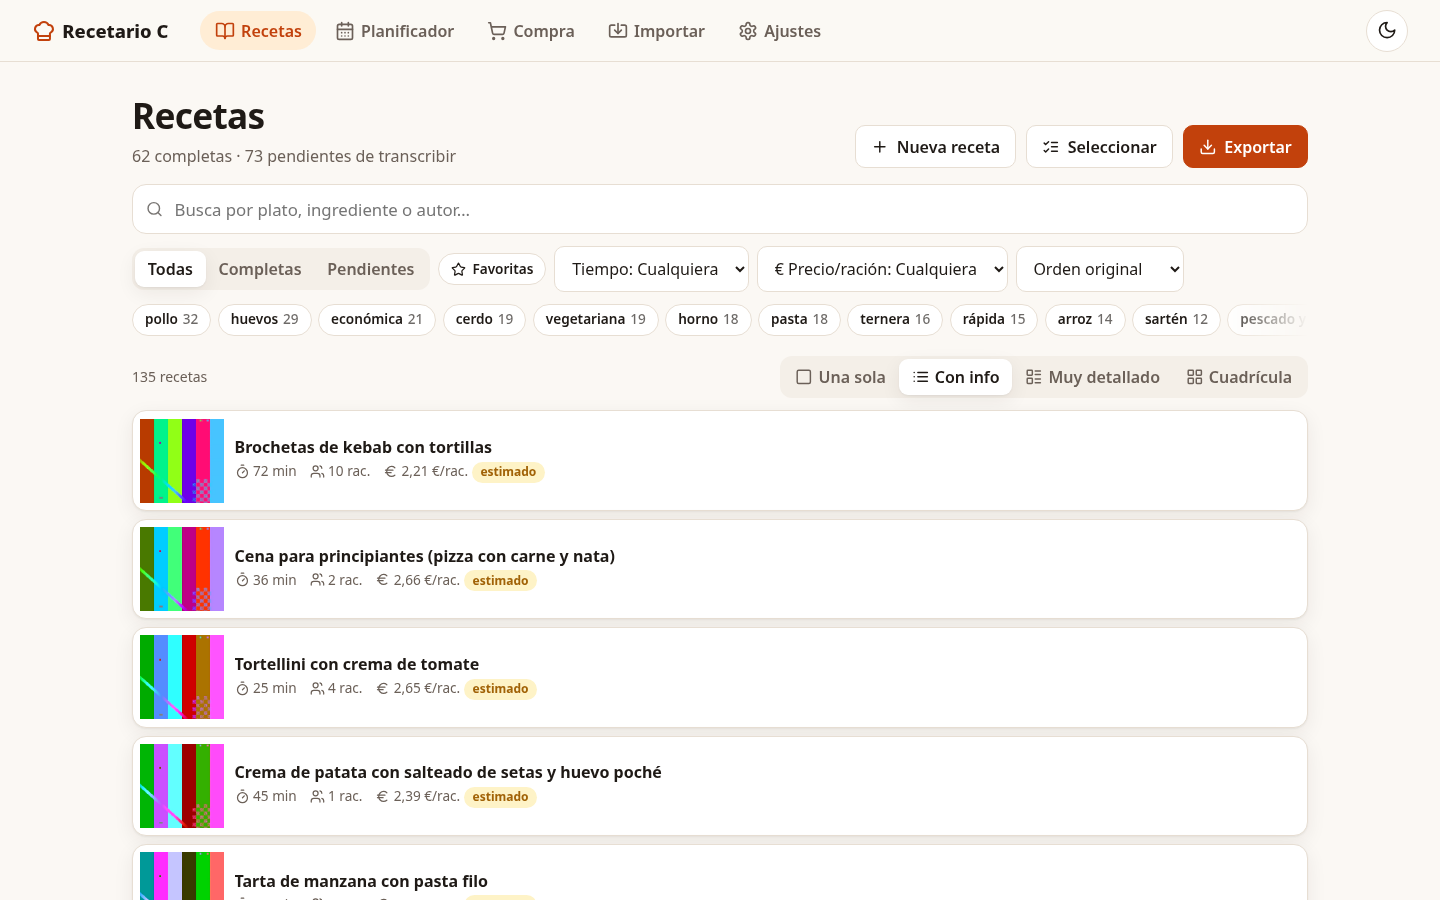 Recetario C
Recetas
Planificador
Compra
Importar
Ajustes
Recetas
62 completas · 73 pendientes de transcribir
Nueva receta
Seleccionar
Exportar
Busca por plato, ingrediente o autor...
Todas
Completas
Pendientes
Favoritas
Tiempo: Cualquiera
€ Precio/ración: Cualquiera
Orden original
pollo 32
huevos 29
económica 21
cerdo 19
vegetariana 19
horno 18
pasta 18
ternera 16
rápida 15
arroz 14
sartén 12
pescado y
135 recetas
Una sola
Con info
Muy detallado
Cuadrícula
Brochetas de kebab con tortillas
72 min 10 rac. € 2,21 €/rac. estimado
Cena para principiantes (pizza con carne y nata)
36 min 2 rac. € 2,66 €/rac. estimado
Tortellini con crema de tomate
25 min 4 rac. € 2,65 €/rac. estimado
Crema de patata con salteado de setas y huevo poché
45 min 1 rac. € 2,39 €/rac. estimado
Tarta de manzana con pasta filo